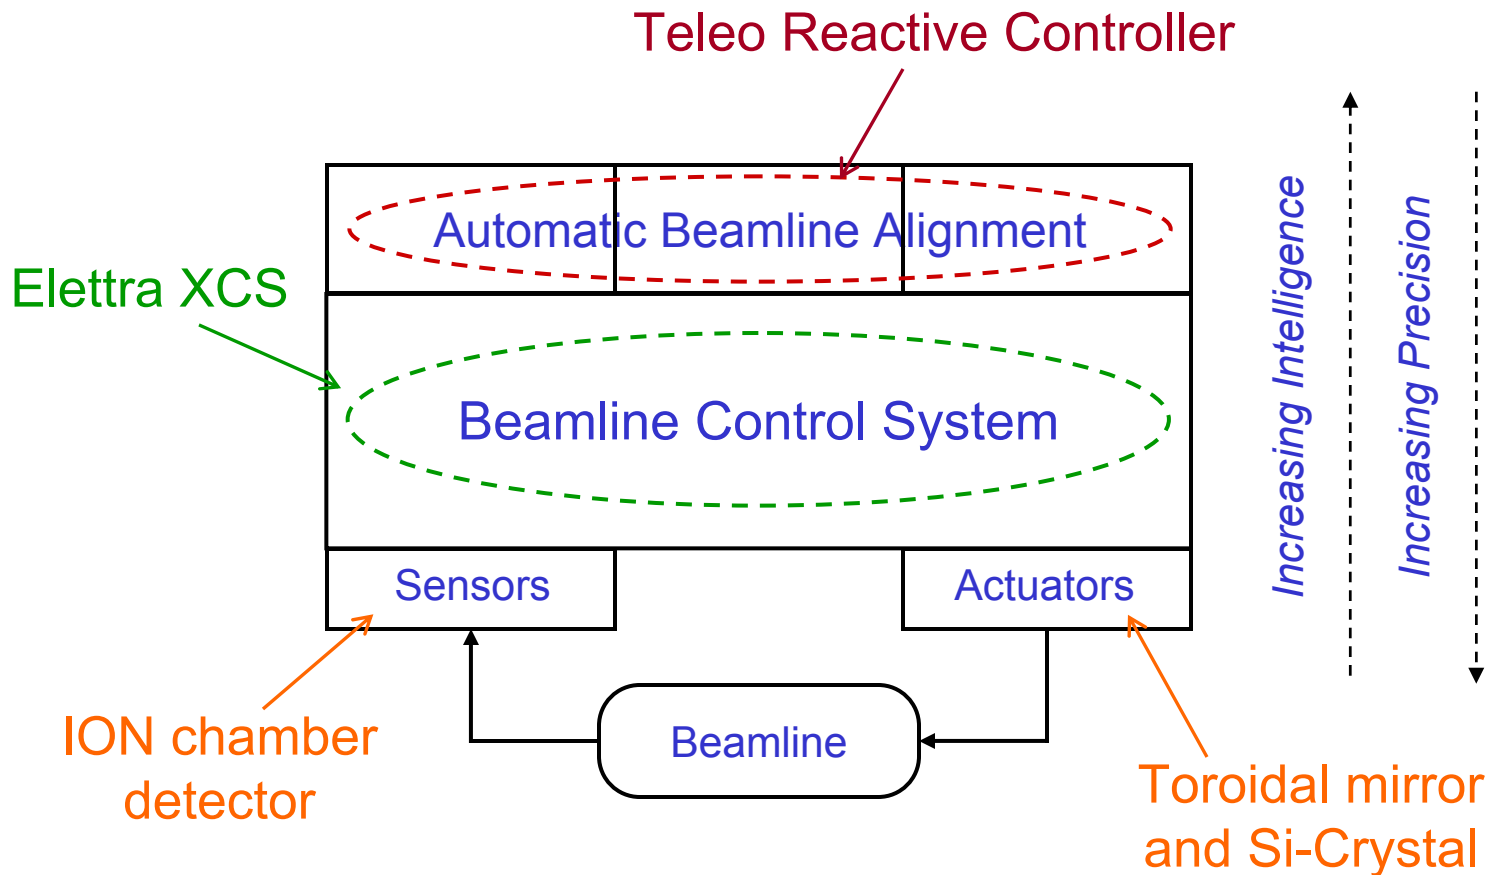 Teleo Reactive Controller
Automatic Beamline Alignment
Elettra XCS
Beamline Control System
Increasing Intelligence
Increasing Precision
Sensors
Actuators
ION chamber
detector
Beamline
Toroidal mirror
and Si-Crystal